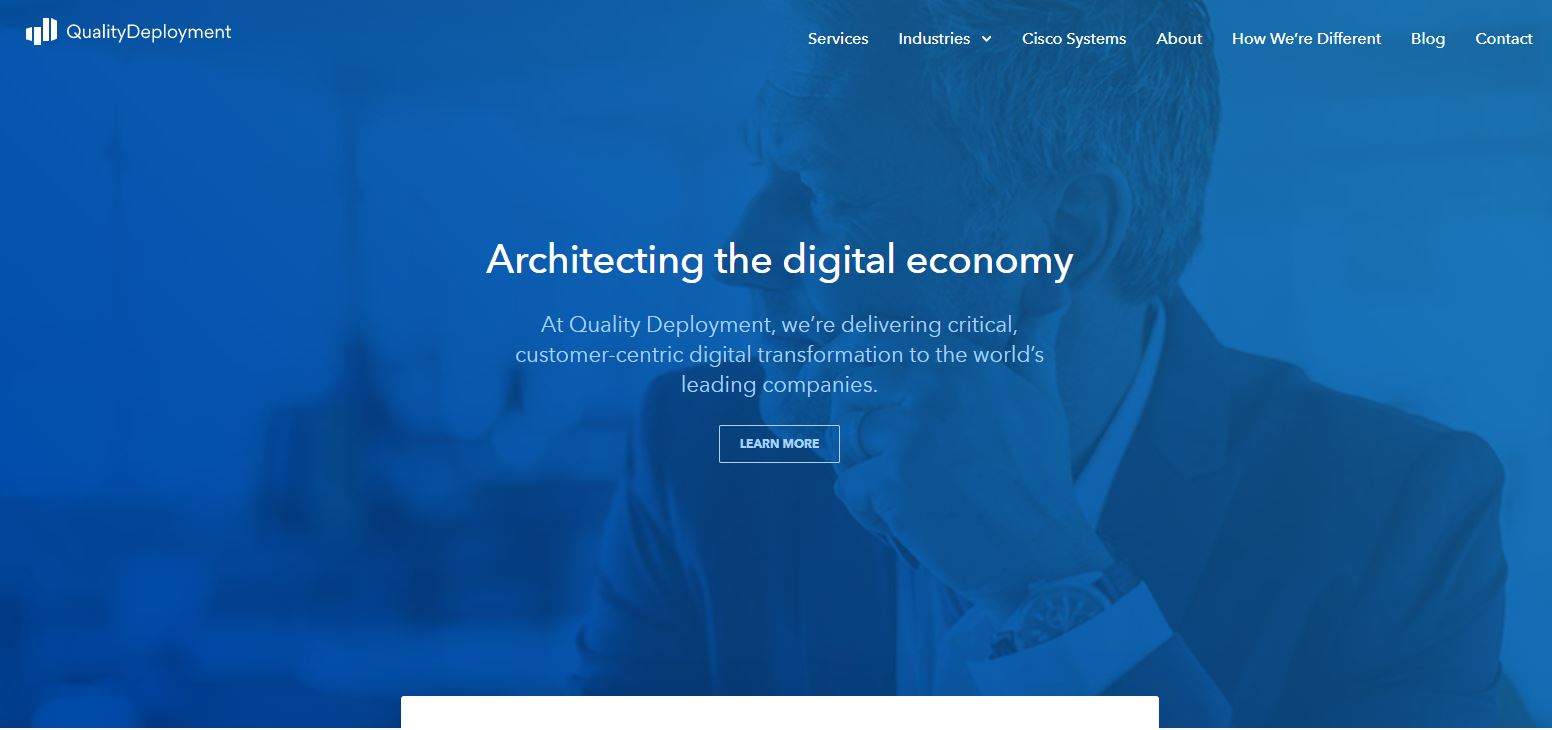 QualityDeployment
Services Industries Cisco Systems About How We’re Different Blog Contact
Architecting the digital economy
At Quality Deployment, we’re delivering critical,
customer-centric digital transformation to the world’s
leading companies.
LEARN MORE